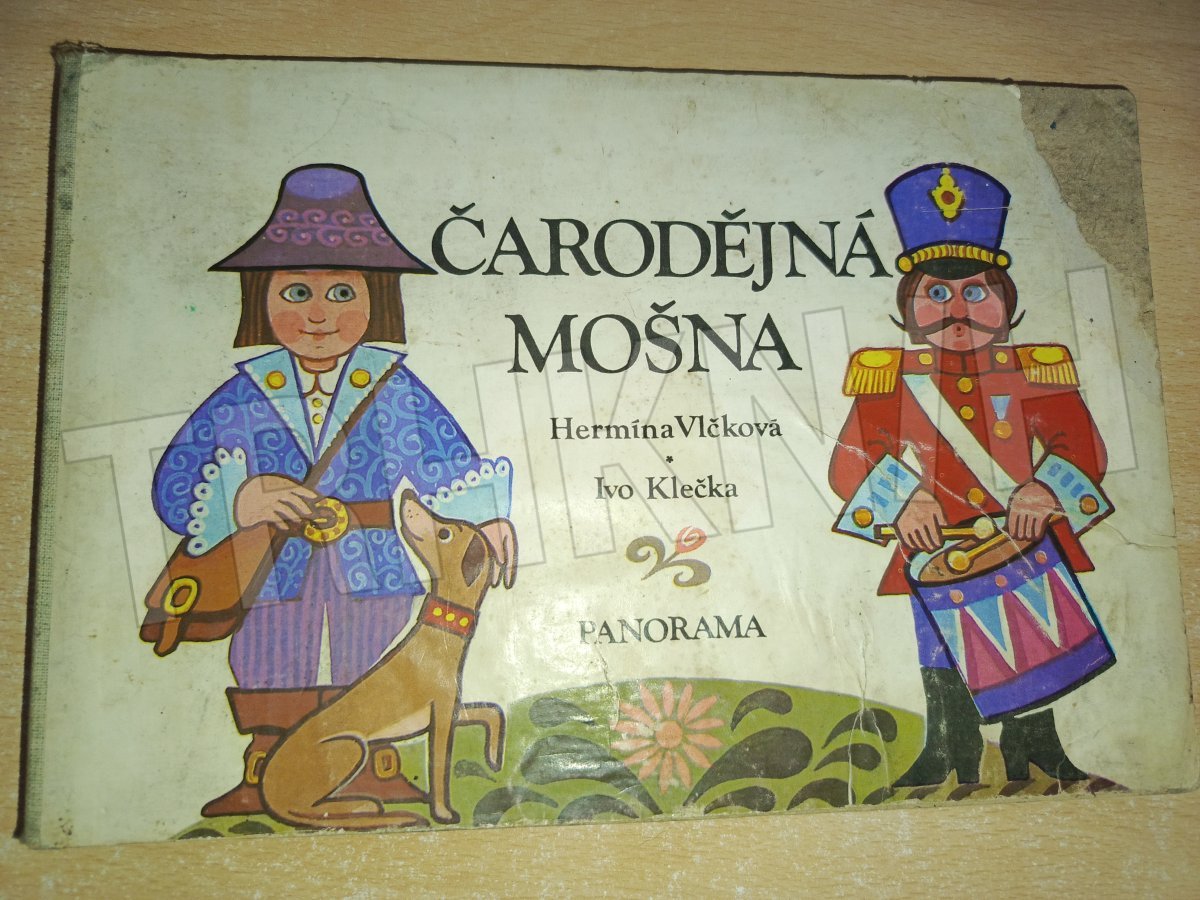 ČARODĚJNÁ
MOŠNA
Hermína Vlčková
*
Ivo Klečka
PANORAMA